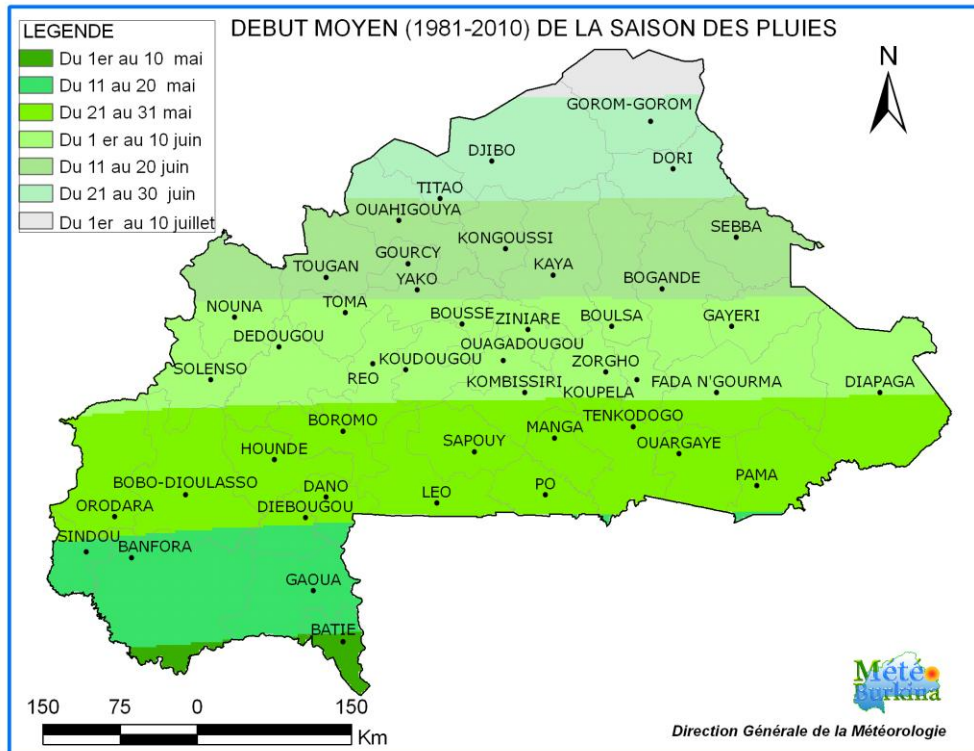 DEBUT MOYEN (1981-2010) DE LA SAISON DES PLUIES
LEGENDE
Du 1er au 10 mai
Du 11 au 20 mai
Du 21 au 31 mai
Du 1 er au 10 juin
Du 11 au 20 juin
Du 21 au 30 juin
Du 1er au 10 juillet
N
GOROM-GOROM
DJIBO
DORI
TITAO
OUAHIGOUYA
SEBBA
KONGOUSSI
GOURCY
TOUGAN
KAYA
YAKO
BOGANDE
NOUNA
TOMA
BOUSSE
ZINIARE
BOULSA
GAYERI
DEDOUGOU
OUAGADOUGOU
SOLENSO
KOUDOUGOU
ZORGHO
REO
KOMBISSIRI
KOUPELA
FADA N'GOURMA
DIAPAGA
BOROMO
TENKODOGO
MANGA
HOUNDE
SAPOUY
OUARGAYE
BOBO-DIOULASSO
DANO
LEO
PO
PAMA
ORODARA
DIEBOUGOU
SINDOU
BANFORA
GAOUA
BATIE
150 75 0 150
Km
Météo
Burkina
Direction Générale de la Météorologie